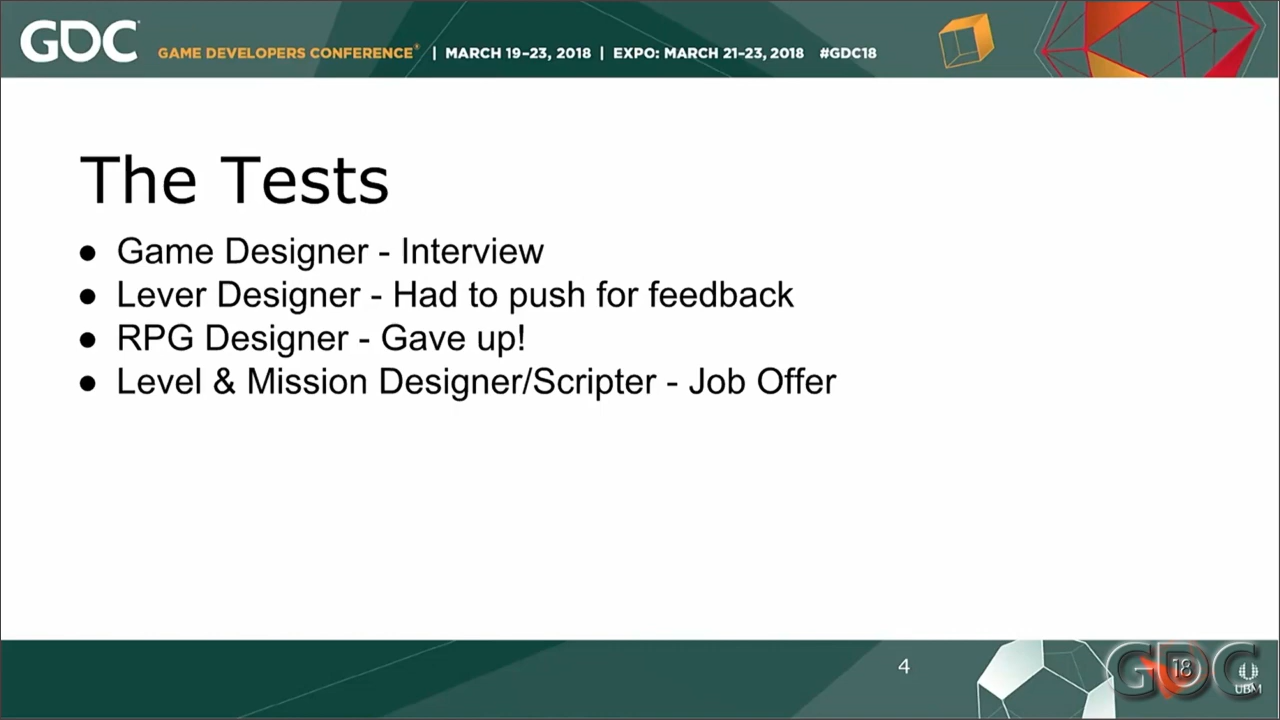 GDC GAME DEVELOPERS CONFERENCE® | MARCH 19–23, 2018 | EXPO: MARCH 21–23, 2018 #GDC18
The Tests
● Game Designer - Interview
● Lever Designer - Had to push for feedback
● RPG Designer - Gave up!
● Level & Mission Designer/Scripter - Job Offer
4
GDC 18
UBM